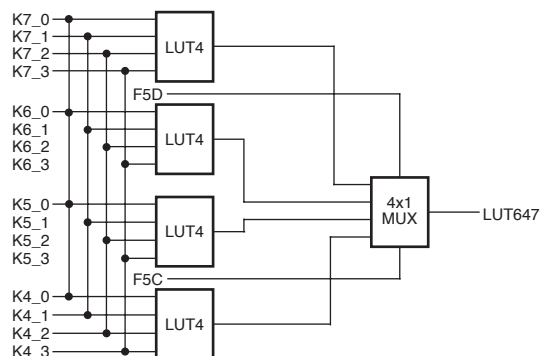 K7_0
K7_1
K7_2
K7_3
LUT4
F5D
K6_0
K6_1
K6_2
K6_3
LUT4
K5_0
K5_1
K5_2
K5_3
LUT4
F5C
K4_0
K4_1
K4_2
K4_3
LUT4
4x1
MUX
LUT647